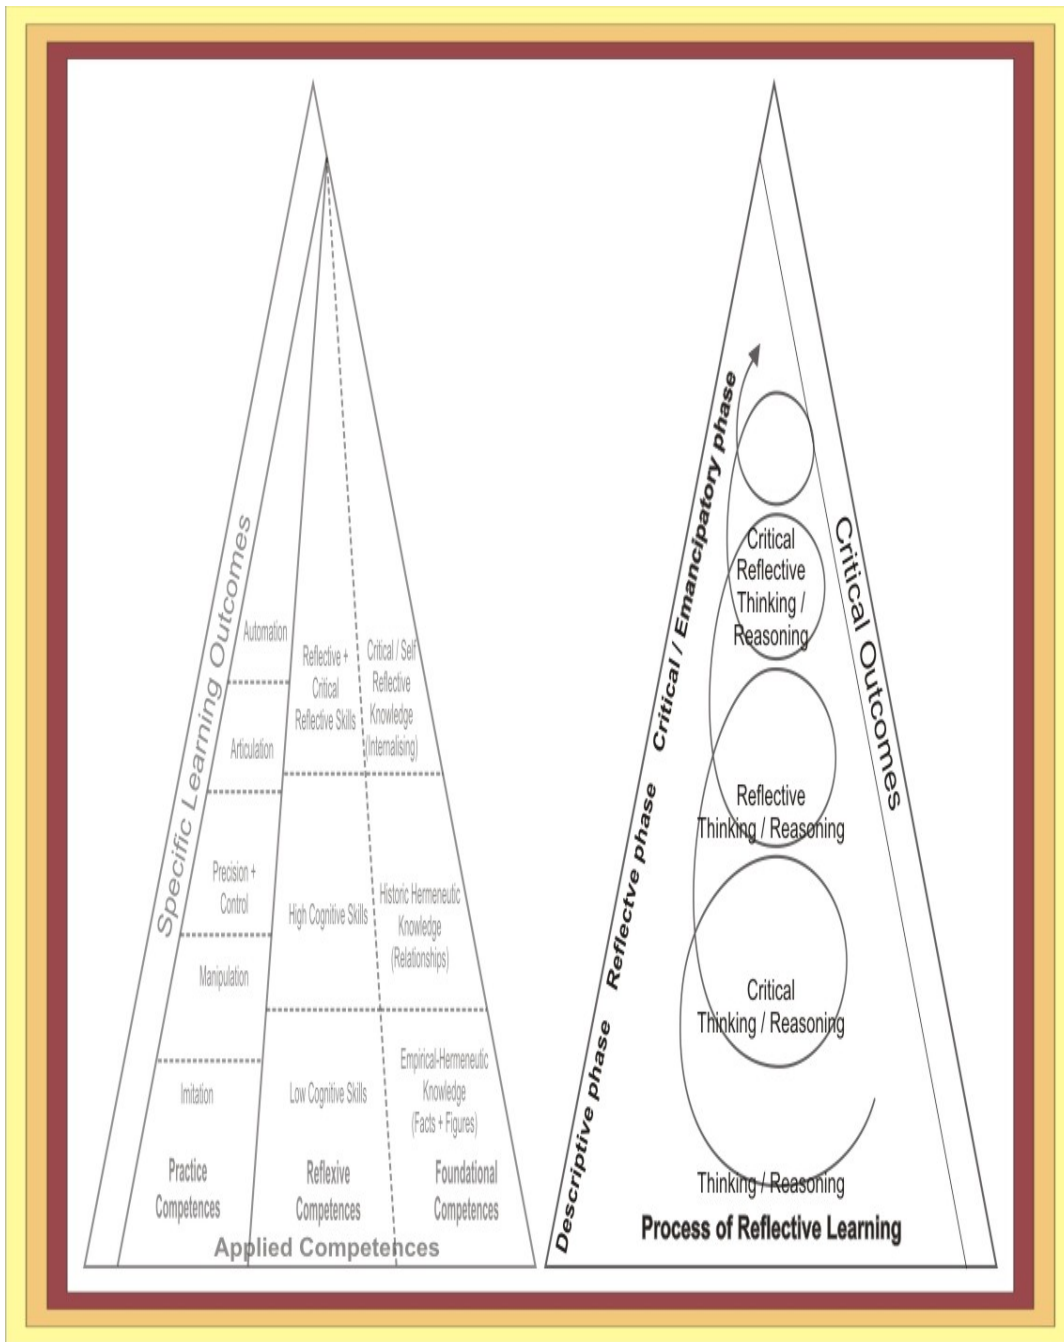 Specific Learning Outcomes
Automation
Articulation
Precision +
Control
Manipulation
Imitation
Practice
Competences
Reflective +
Critical
Reflective Skills
High Cognitive Skills
Low Cognitive Skills
Reflexive
Competences
Critical / Self
Reflective
Knowledge
(Internalising)
Historic Hermeneutic
Knowledge
(Relationships)
Empirical-Hermeneutic
Knowledge
(Facts + Figures)
Foundational
Competences
Applied Competences
Descriptive phase Reflectve phase Critical / Emancipatory phase
Critical
Reflective
Thinking /
Reasoning
Reflective
Thinking / Reasoning
Critical
Thinking / Reasoning
Thinking / Reasoning
Process of Reflective Learning
Critical Outcomes